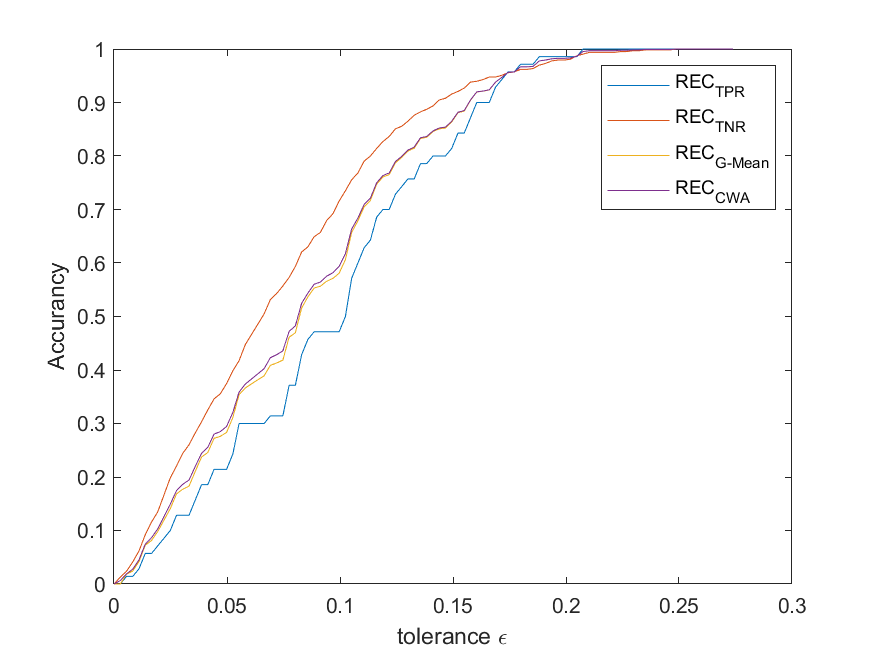 1
0.9
0.8
0.7
0.6
0.5
0.4
0.3
0.2
0.1
0
Accurancy
0 0.05 0.1 0.15 0.2 0.25 0.3
tolerance ϵ
REC_TPR
REC_TNR
REC_G-Mean
REC_CWA